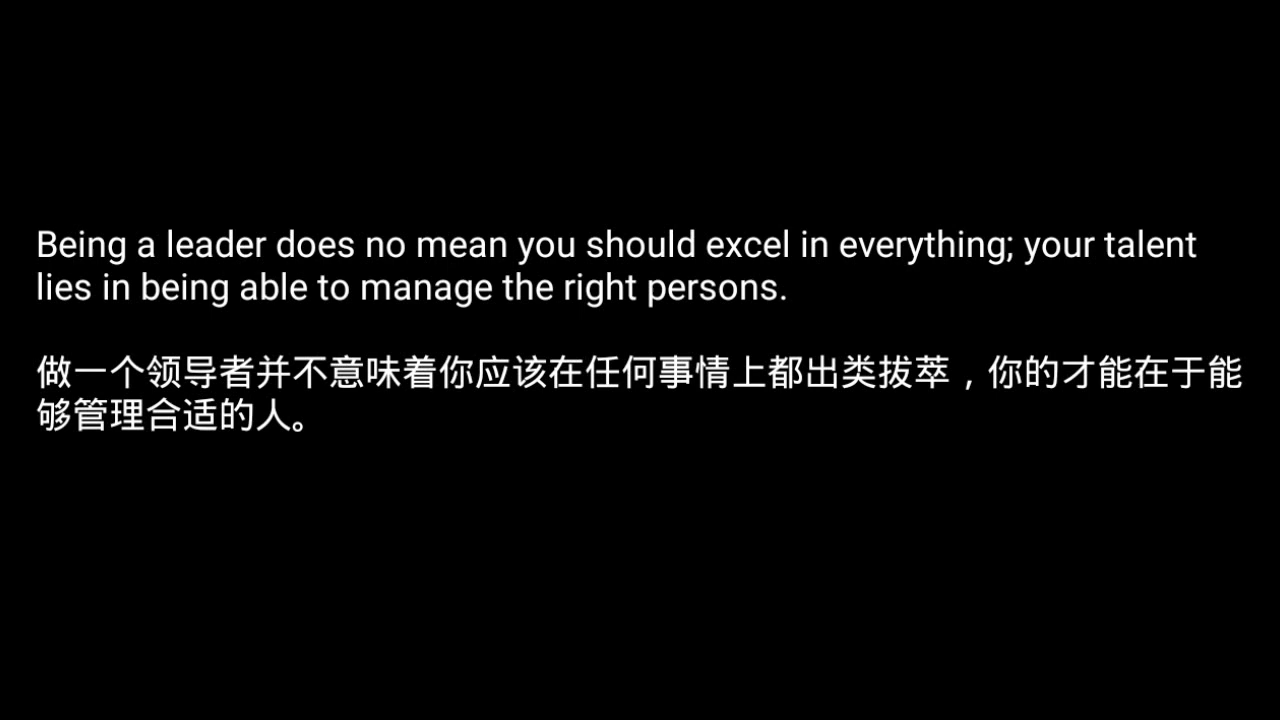 Being a leader does no mean you should excel in everything; your talent
lies in being able to manage the right persons.
做一个领导者并不意味着你应该在任何事情上都出类拔萃，你的才能在于能
够管理合适的人。